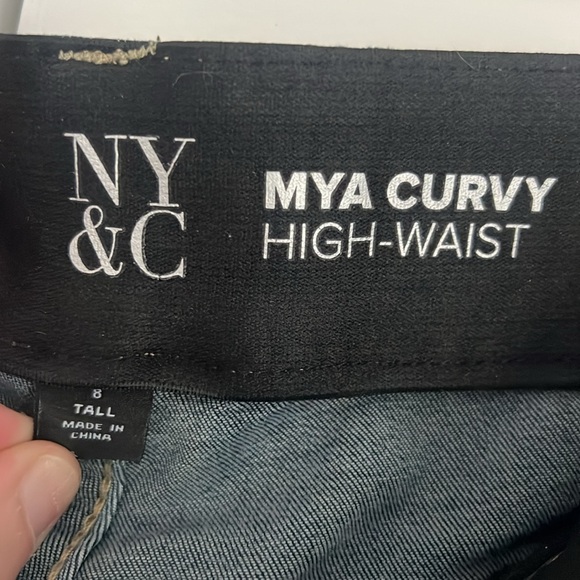 NY
&C
MYA CURVY
HIGH-WAIST
8
TALL
MADE IN
CHINA